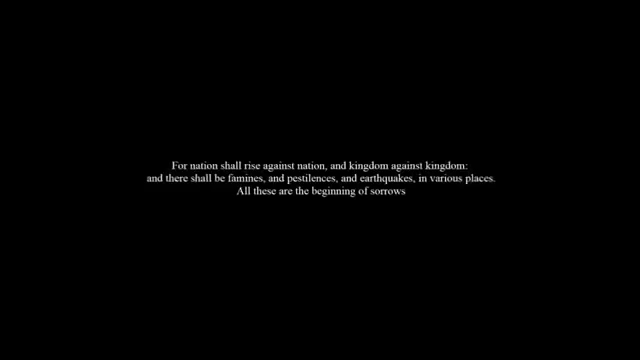 For nation shall rise against nation, and kingdom against kingdom:
and there shall be famines, and pestilences, and earthquakes, in various places.
All these are the beginning of sorrows